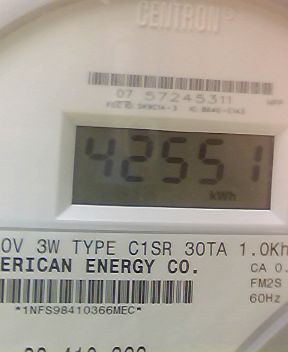 CENTRON®
07 57245311
42551
kWh
0V 3W TYPE C1SR 30TA 1.0Kh
ERICAN ENERGY CO.
CA 0.
FM2S
60Hz
*1NFS98410366MEC*